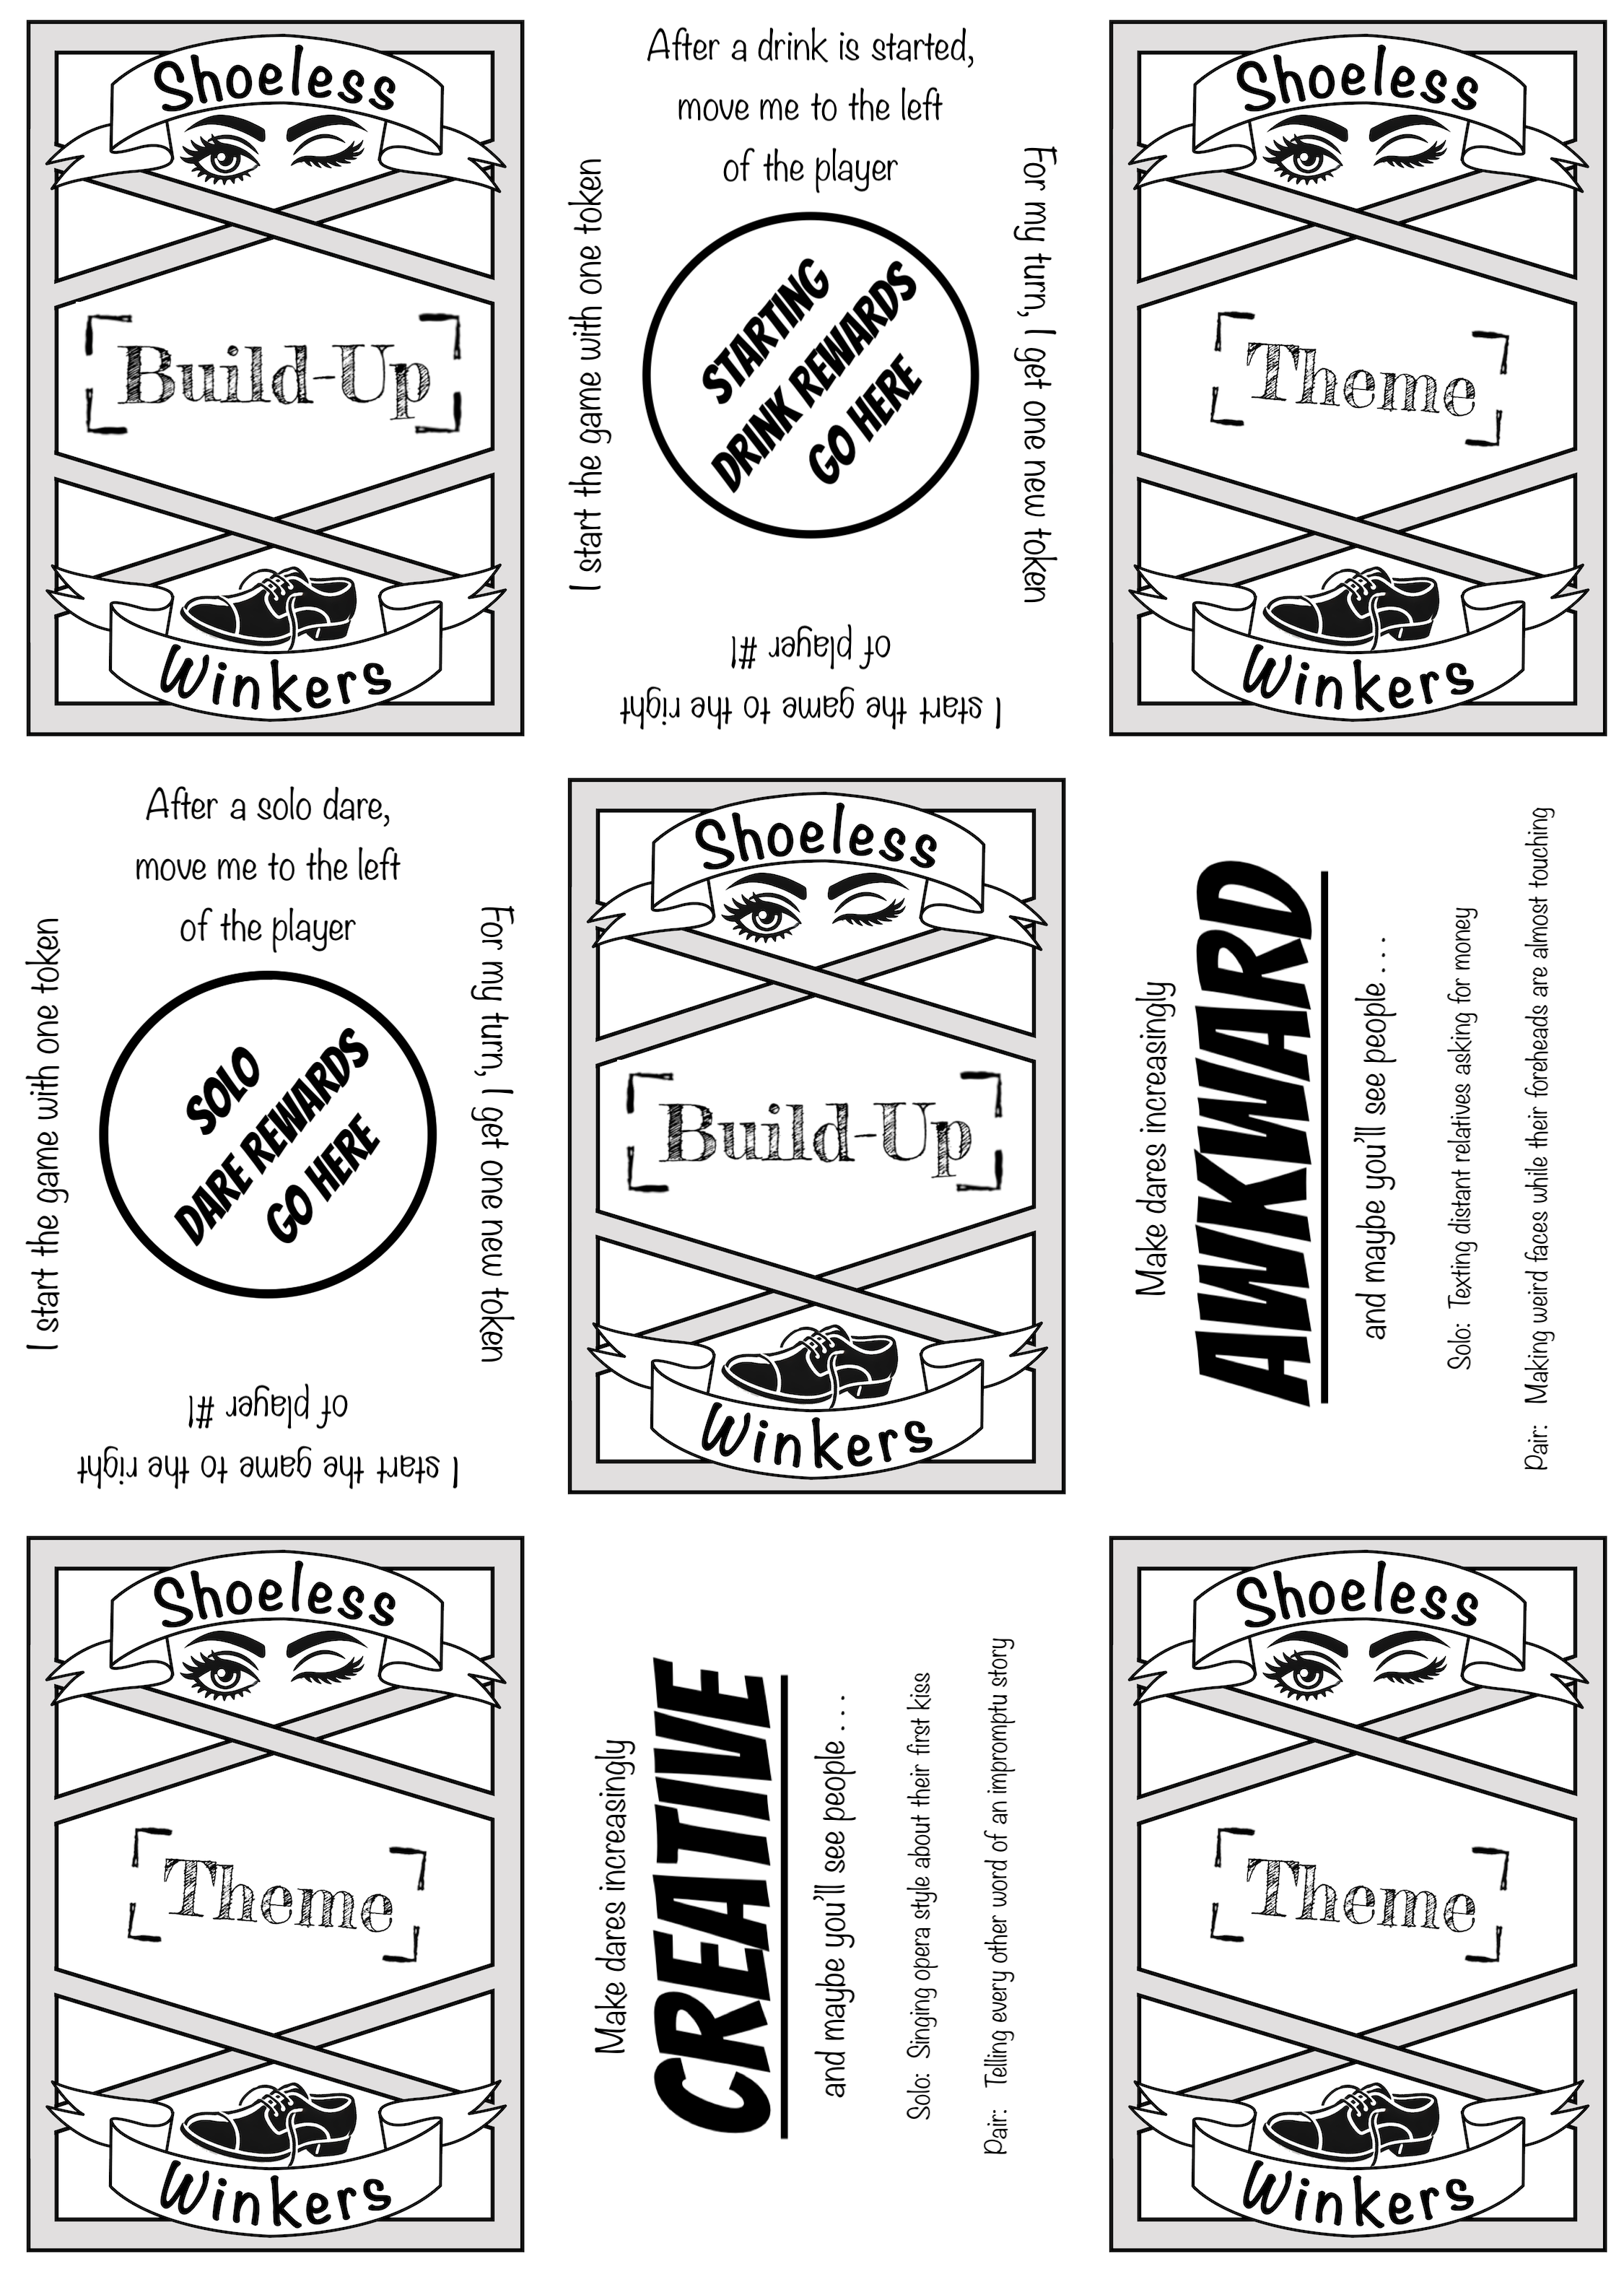 Shoeless
Build-Up
Winkers
After a drink is started,
move me to the left
of the player
I start the game with one token
STARTING
DRINK REWARDS
GO HERE
For my turn, I get one new token
I start the game to the right
of player #1
Shoeless
Theme
Winkers
After a solo dare,
move me to the left
of the player
I start the game with one token
SOLO
DARE REWARDS
GO HERE
For my turn, I get one new token
I start the game to the right
of player #1
Shoeless
Build-Up
Winkers
Make dares increasingly
AWKWARD
and maybe you'll see people . . .
Solo: Texting distant relatives asking for money
Pair: Making weird faces while their foreheads are almost touching
Shoeless
Theme
Winkers
Make dares increasingly
CREATIVE
and maybe you'll see people . . .
Solo: Singing opera style about their first kiss
Pair: Telling every other word of an impromptu story
Shoeless
Theme
Winkers